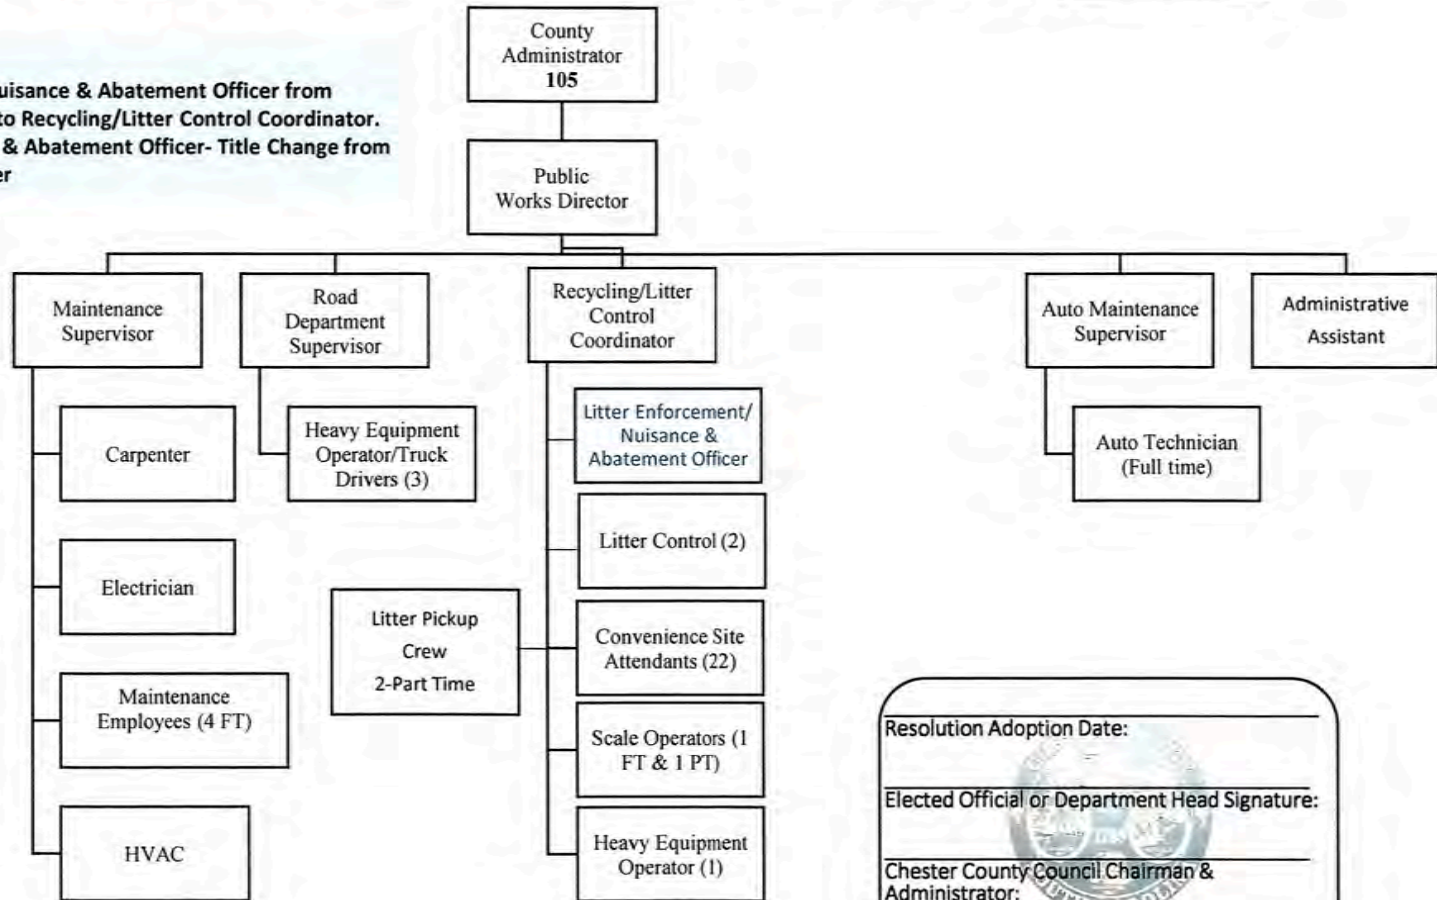 County
Administrator
105
uisance & Abatement Officer from
to Recycling/Litter Control Coordinator.
& Abatement Officer- Title Change from
er
Public
Works Director
Maintenance
Supervisor
Road
Department
Supervisor
Recycling/Litter
Control
Coordinator
Auto Maintenance
Supervisor
Administrative
Assistant
Carpenter
Heavy Equipment
Operator/Truck
Drivers (3)
Litter Enforcement/
Nuisance &
Abatement Officer
Auto Technician
(Full time)
Litter Control (2)
Electrician
Litter Pickup
Crew
2-Part Time
Convenience Site
Attendants (22)
Maintenance
Employees (4 FT)
Scale Operators (1
FT & 1 PT)
HVAC
Heavy Equipment
Operator (1)
Resolution Adoption Date:
Elected Official or Department Head Signature:
Chester County Council Chairman &
Administrator: